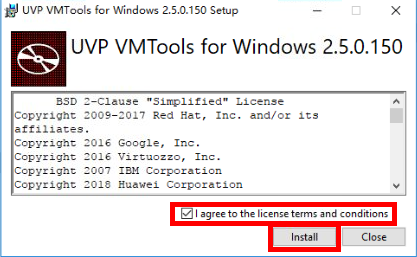 UVP VMTools for Windows 2.5.0.150 Setup
UVP VMTools for Windows 2.5.0.150
BSD 2-Clause "Simplified" License
Copyright 2009-2017 Red Hat, Inc. and/or its
affiliates.
Copyright 2016 Google, Inc.
Copyright 2016 Virtuozzo, Inc.
Copyright 2007 IBM Corporation
Copyright 2018 Huawei Corporation
I agree to the license terms and conditions
Install Close